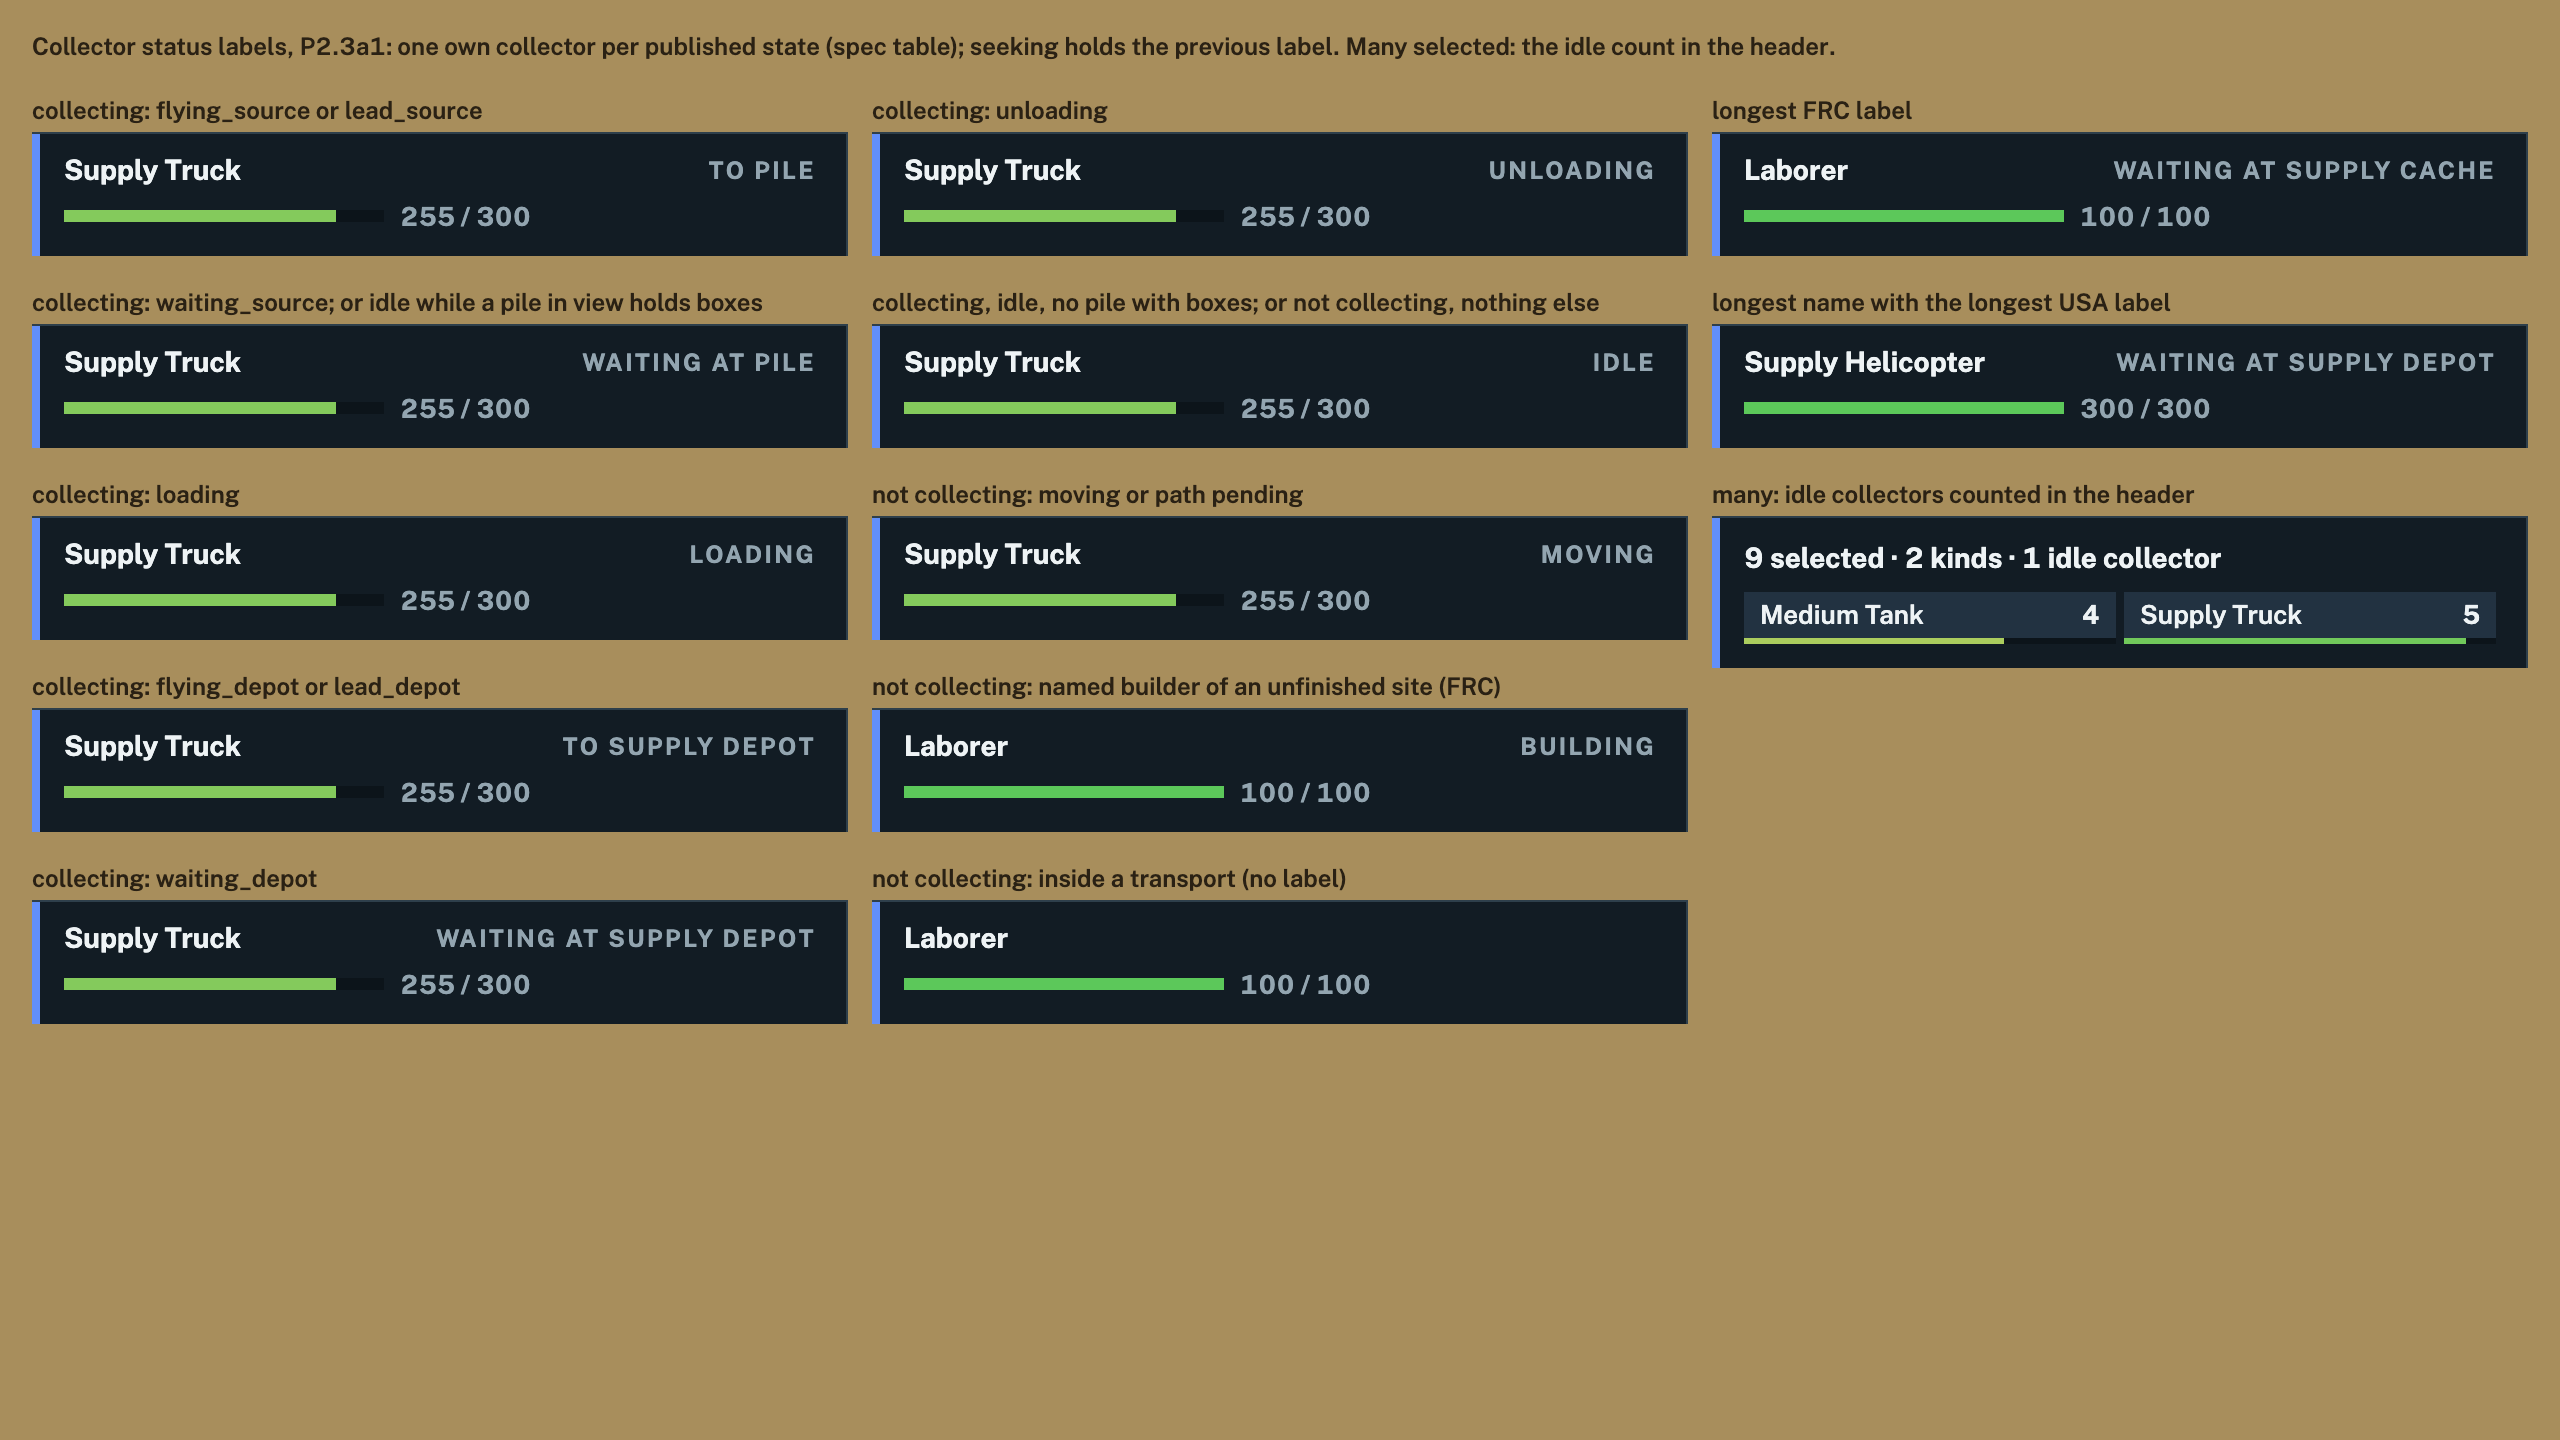 Collector status labels, P2.3a1: one own collector per published state (spec table); seeking holds the previous label. Many selected: the idle count in the header.
collecting: flying_source or lead_source
Supply Truck TO PILE
255 / 300
collecting: waiting_source; or idle while a pile in view holds boxes
Supply Truck WAITING AT PILE
255 / 300
collecting: loading
Supply Truck LOADING
255 / 300
collecting: flying_depot or lead_depot
Supply Truck TO SUPPLY DEPOT
255 / 300
collecting: waiting_depot
Supply Truck WAITING AT SUPPLY DEPOT
255 / 300
collecting: unloading
Supply Truck UNLOADING
255 / 300
collecting, idle, no pile with boxes; or not collecting, nothing else
Supply Truck IDLE
255 / 300
not collecting: moving or path pending
Supply Truck MOVING
255 / 300
not collecting: named builder of an unfinished site (FRC)
Laborer BUILDING
100 / 100
not collecting: inside a transport (no label)
Laborer
100 / 100
longest FRC label
Laborer WAITING AT SUPPLY CACHE
100 / 100
longest name with the longest USA label
Supply Helicopter WAITING AT SUPPLY DEPOT
300 / 300
many: idle collectors counted in the header
9 selected · 2 kinds · 1 idle collector
Medium Tank 4 Supply Truck 5